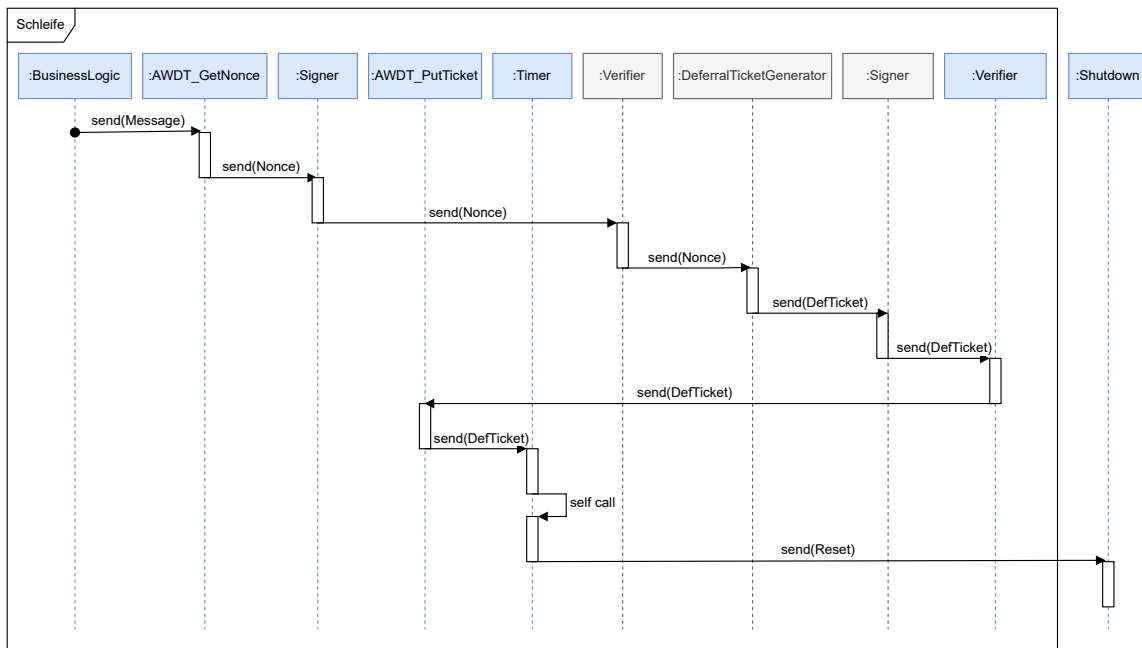 Schleife
:BusinessLogic
:AWDT_GetNonce
:Signer
:AWDT_PutTicket
:Timer
:Verifier
:DeferralTicketGenerator
:Signer
:Verifier
:Shutdown
send(Message)
send(Nonce)
send(Nonce)
send(Nonce)
send(DefTicket)
send(DefTicket)
send(DefTicket)
send(DefTicket)
self call
send(Reset)